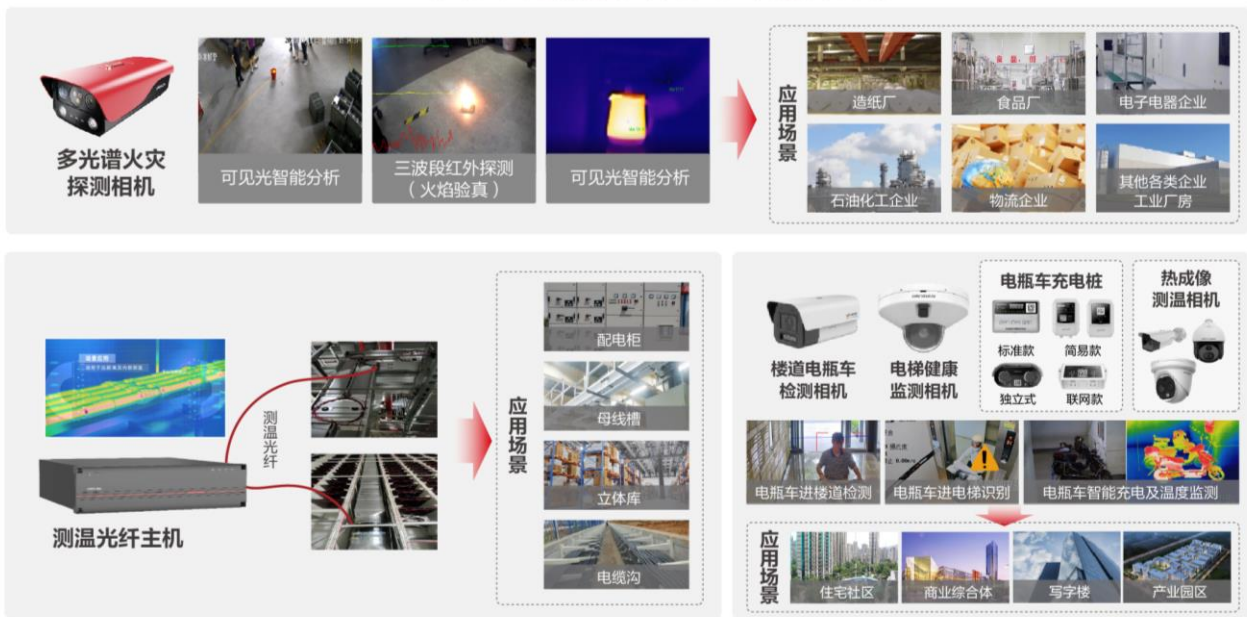 多光谱火灾
探测相机
可见光智能分析
三波段红外探测
（火焰验真）
可见光智能分析
应用场景
造纸厂
食品厂
电子电器企业
石油化工企业
物流企业
其他各类企业
工业厂房
测温光纤
测温光纤主机
应用场景
配电柜
母线槽
立体库
电缆沟
楼道电瓶车
检测相机
电梯健康
监测相机
电瓶车充电桩
标准款
简易款
独立式
联网款
热成像
测温相机
电瓶车进楼道检测
电瓶车进电梯识别
电瓶车智能充电及温度监测
应用场景
住宅社区
商业综合体
写字楼
产业园区